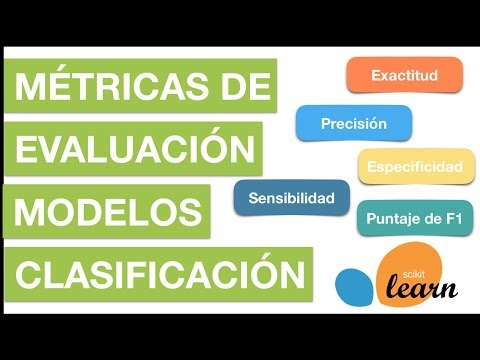 MÉTRICAS DE
EVALUACIÓN
MODELOS
CLASIFICACIÓN
Exactitud
Precisión
Especificidad
Sensibilidad
Puntaje de F1
scikit
learn